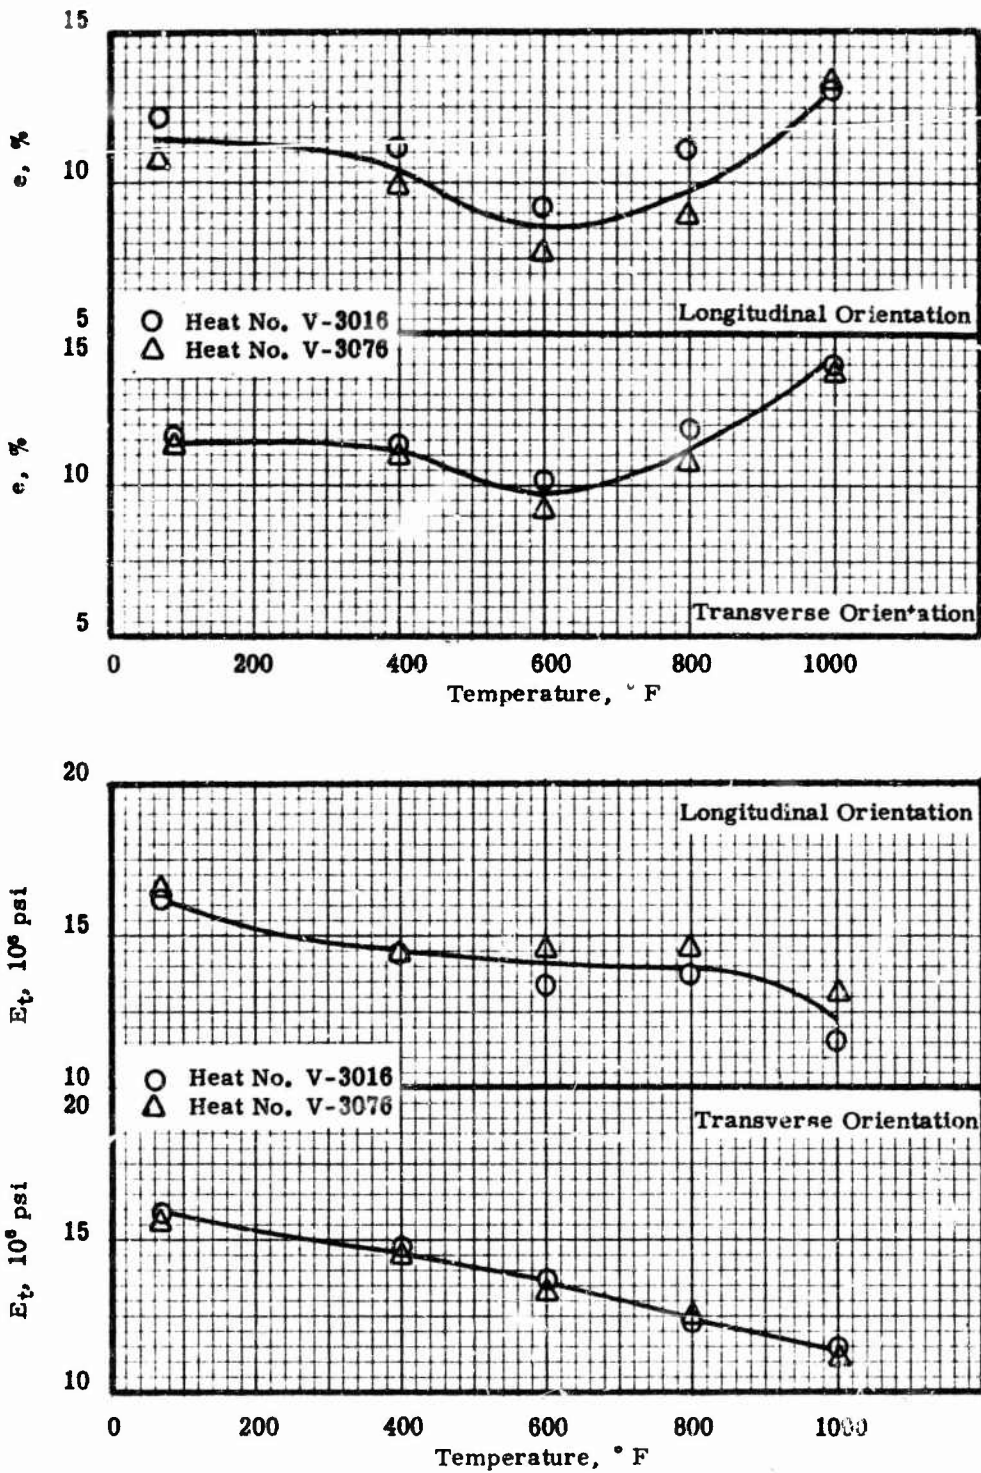 15
e, %
10
5
Longitudinal Orientation
Heat No. V-3016
Heat No. V-3076
15
e, %
10
5
Transverse Orientation
0 200 400 600 800 1000
Temperature, ° F
20
Longitudinal Orientation
15
Et, 10⁶ psi
10
Heat No. V-3016
Heat No. V-3076
20
Transverse Orientation
15
Et, 10⁶ psi
10
0 200 400 600 800 1000
Temperature, ° F